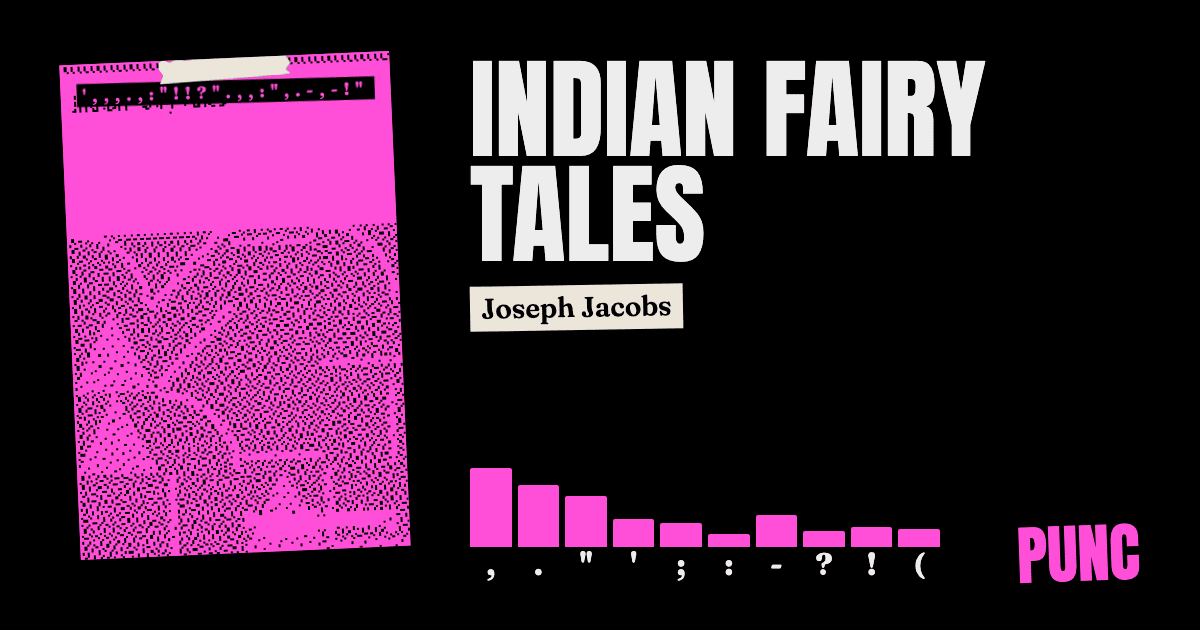 ' , , , . , : " ! ! ? " . , , : " , . - , - ! "
INDIAN FAIRY
TALES
Joseph Jacobs
, . " ' ; : - ? ! (
PUNC